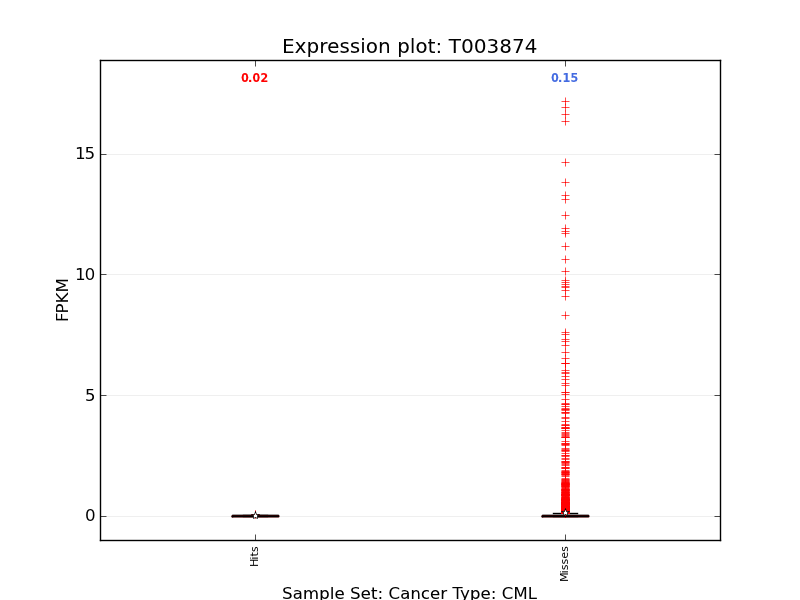 Expression plot: T003874
0.02
0.15
15
10
5
0
FPKM
Hits
Misses
Sample Set: Cancer Type: CML